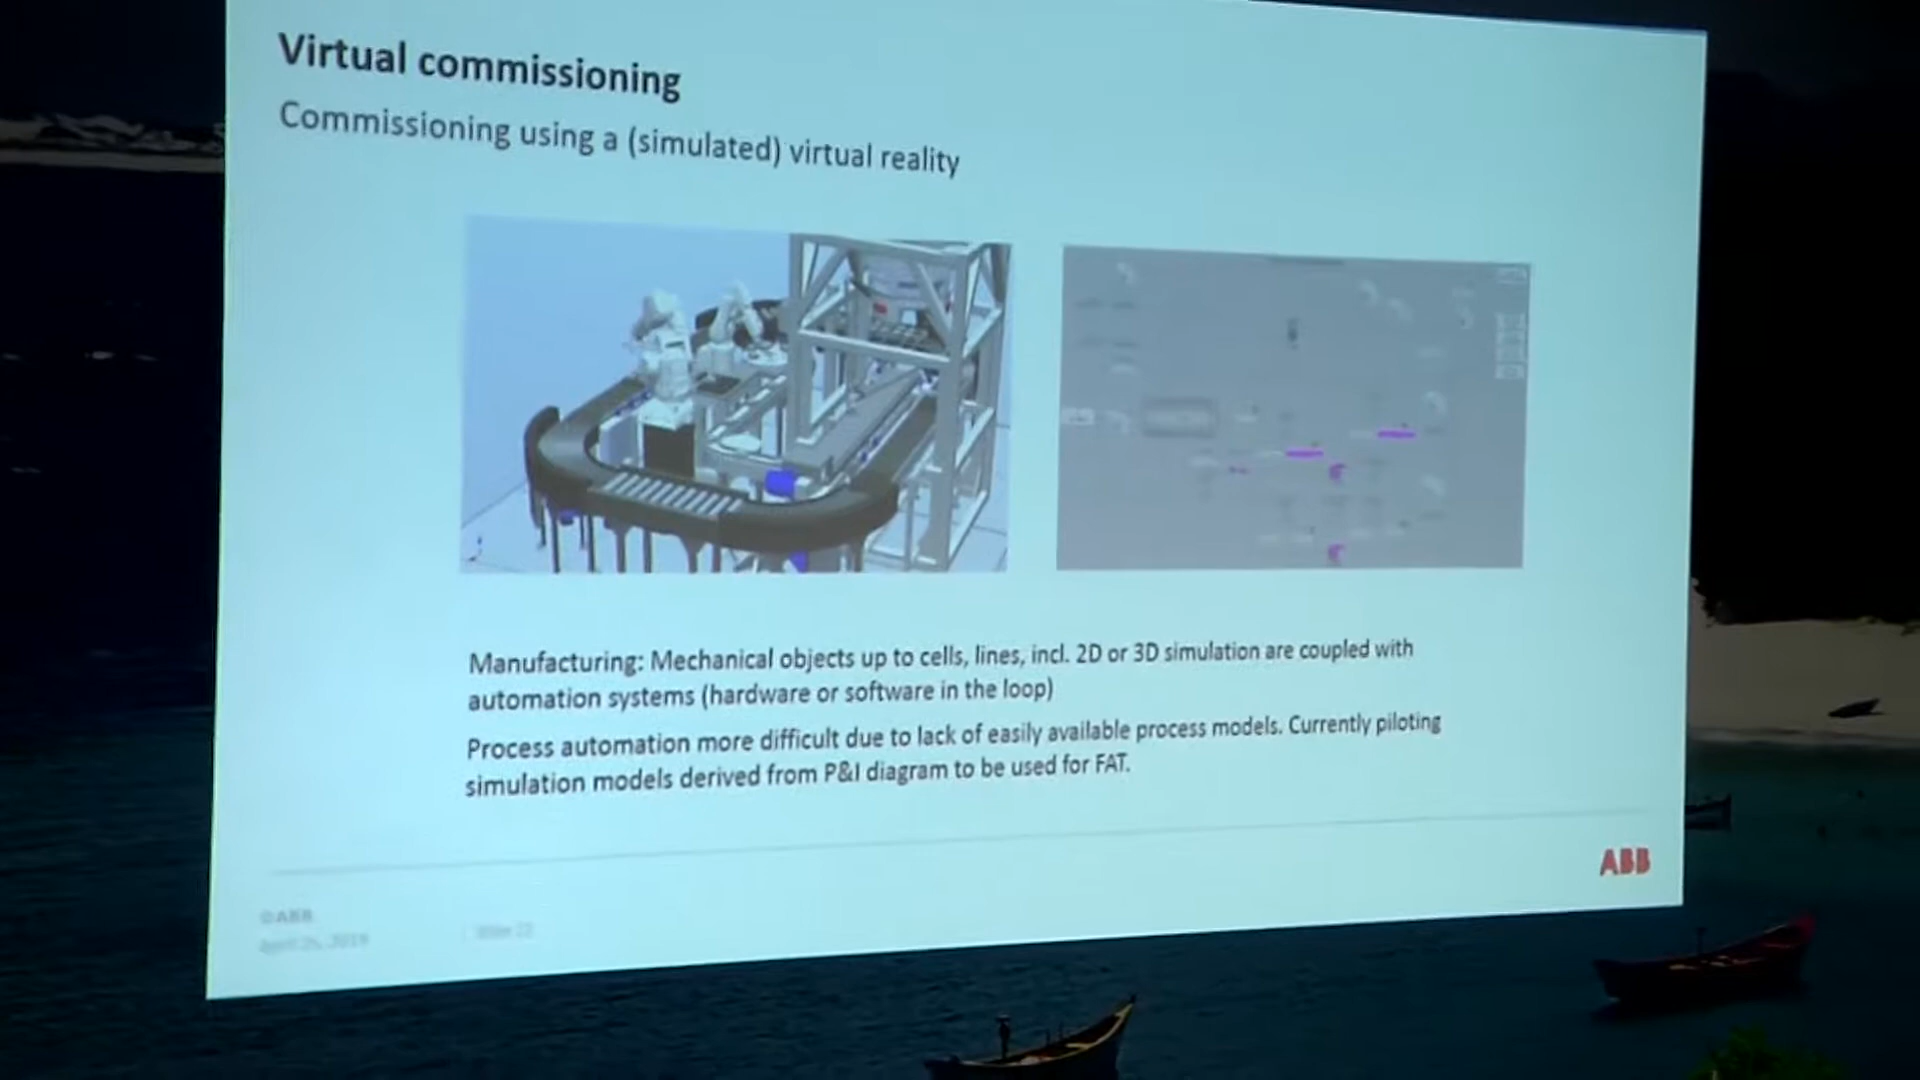 Virtual commissioning
Commissioning using a (simulated) virtual reality
Manufacturing: Mechanical objects up to cells, lines, incl. 2D or 3D simulation are coupled with
automation systems (hardware or software in the loop)
Process automation more difficult due to lack of easily available process models. Currently piloting
simulation models derived from P&I diagram to be used for FAT.
ABB
©ABB